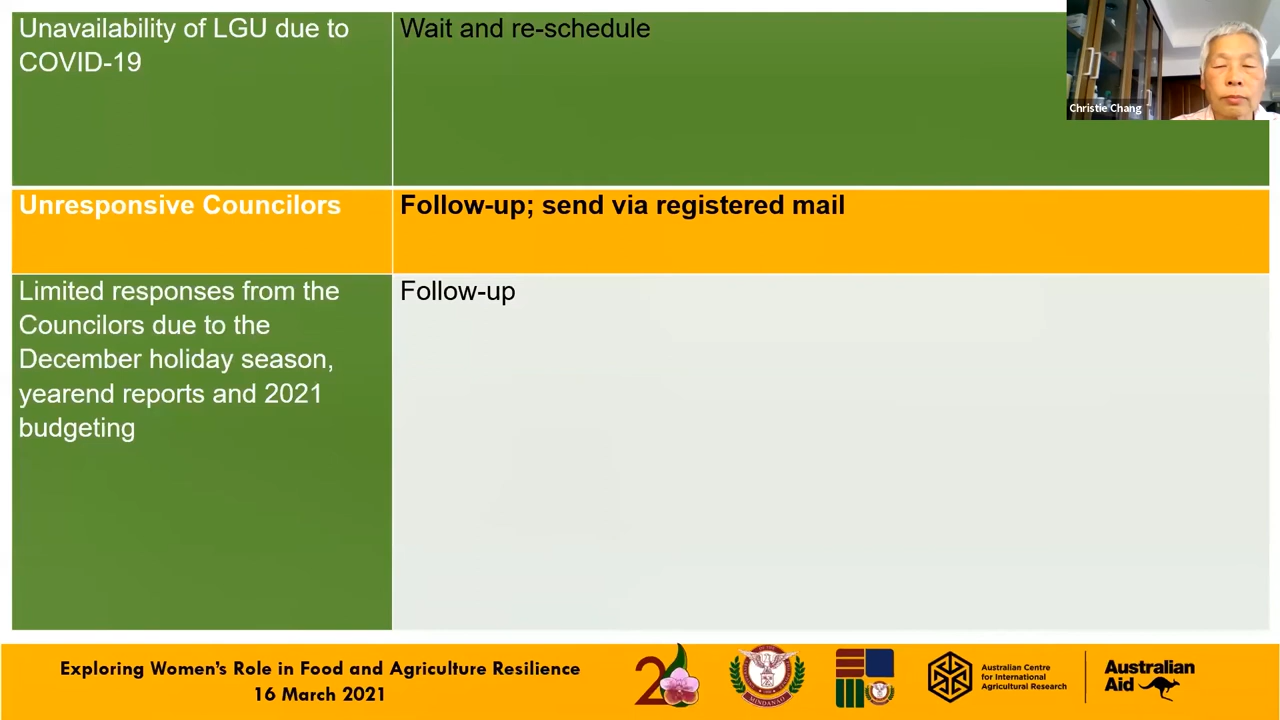 Unavailability of LGU due to
COVID-19
Wait and re-schedule
Christie Chang
Unresponsive Councilors
Follow-up; send via registered mail
Limited responses from the
Councilors due to the
December holiday season,
yearend reports and 2021
budgeting
Follow-up
Exploring Women's Role in Food and Agriculture Resilience
16 March 2021
MINDANAO
Australian Centre
for International
Agricultural Research
Australian
Aid